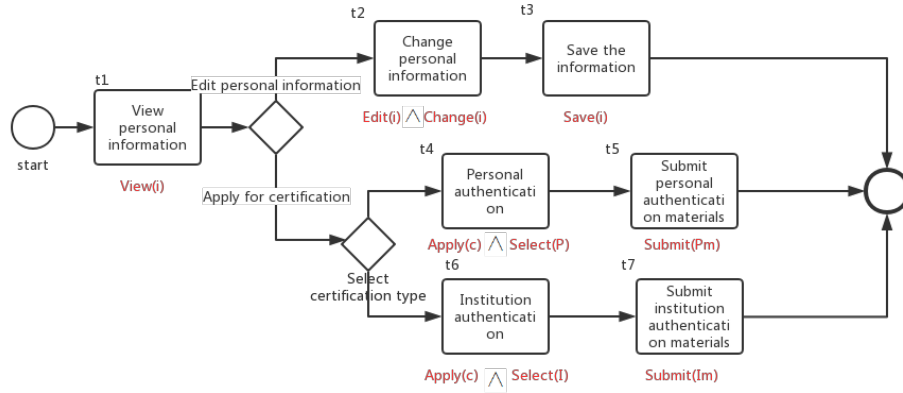 t1
View
personal
information
View(i)
start
Edit personal information
Apply for certification
Select
certification type
t2
Change
personal
information
Edit(i) ∧ Change(i)
t3
Save the
information
Save(i)
t4
Personal
authenticati
on
Apply(c) ∧ Select(P)
t5
Submit
personal
authenticati
on materials
Submit(Pm)
t6
Institution
authenticati
on
Apply(c) ∧ Select(I)
t7
Submit
institution
authenticati
on materials
Submit(Im)